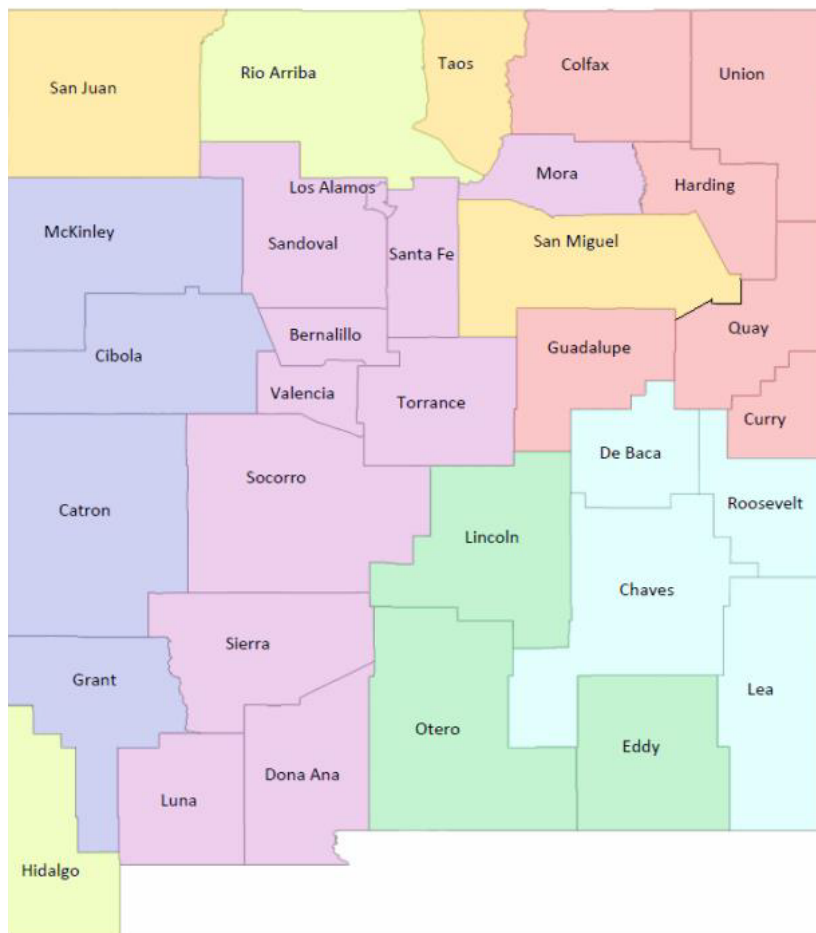 Taos
Colfax
Rio Arriba
Union
San Juan
Mora
Harding
Los Alamos
McKinley
Sandoval
San Miguel
Santa Fe
Quay
Bernalillo
Guadalupe
Cibola
Valencia
Torrance
Curry
De Baca
Socorro
Roosevelt
Catron
Lincoln
Chaves
Sierra
Grant
Lea
Otero
Eddy
Dona Ana
Luna
Hidalgo